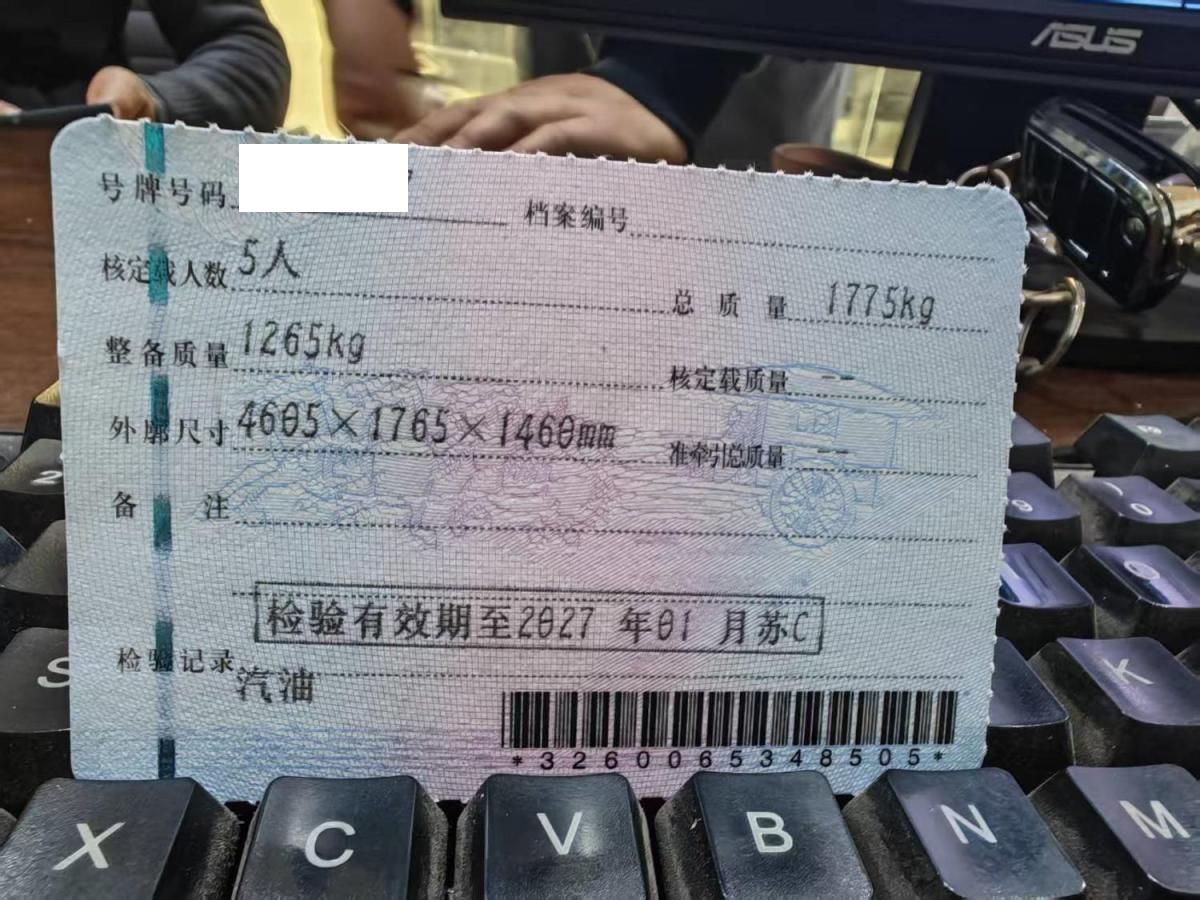 ASUS
号牌号码
档案编号
核定载人数 5人
总质量 1775kg
整备质量 1265kg
核定载质量 --
外廓尺寸 4605×1765×1460mm
准牵引总质量 --
备注
检验有效期至2027年01月苏C
检验记录
汽油
*3260065348505*
2
9
0
S
K
X
C
V
B
N
M